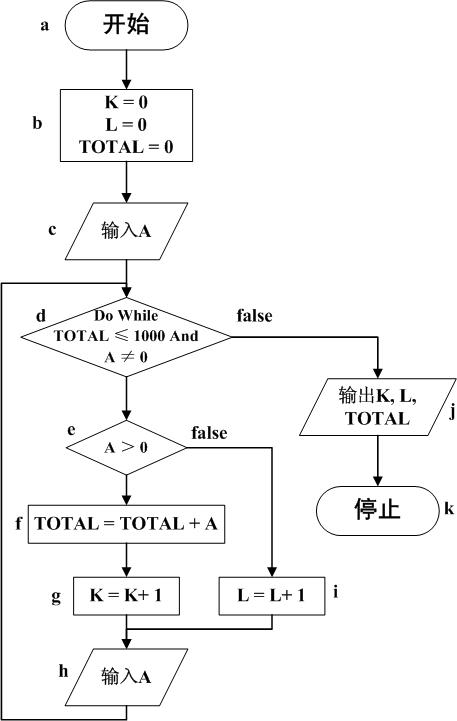 a
开始
b
K = 0
L = 0
TOTAL = 0
c
输入A
d
Do While
TOTAL ≤ 1000 And
A ≠ 0
false
输出K, L,
TOTAL
j
e
A > 0
false
停止
k
f
TOTAL = TOTAL + A
g
K = K+ 1
L = L+ 1
i
h
输入A